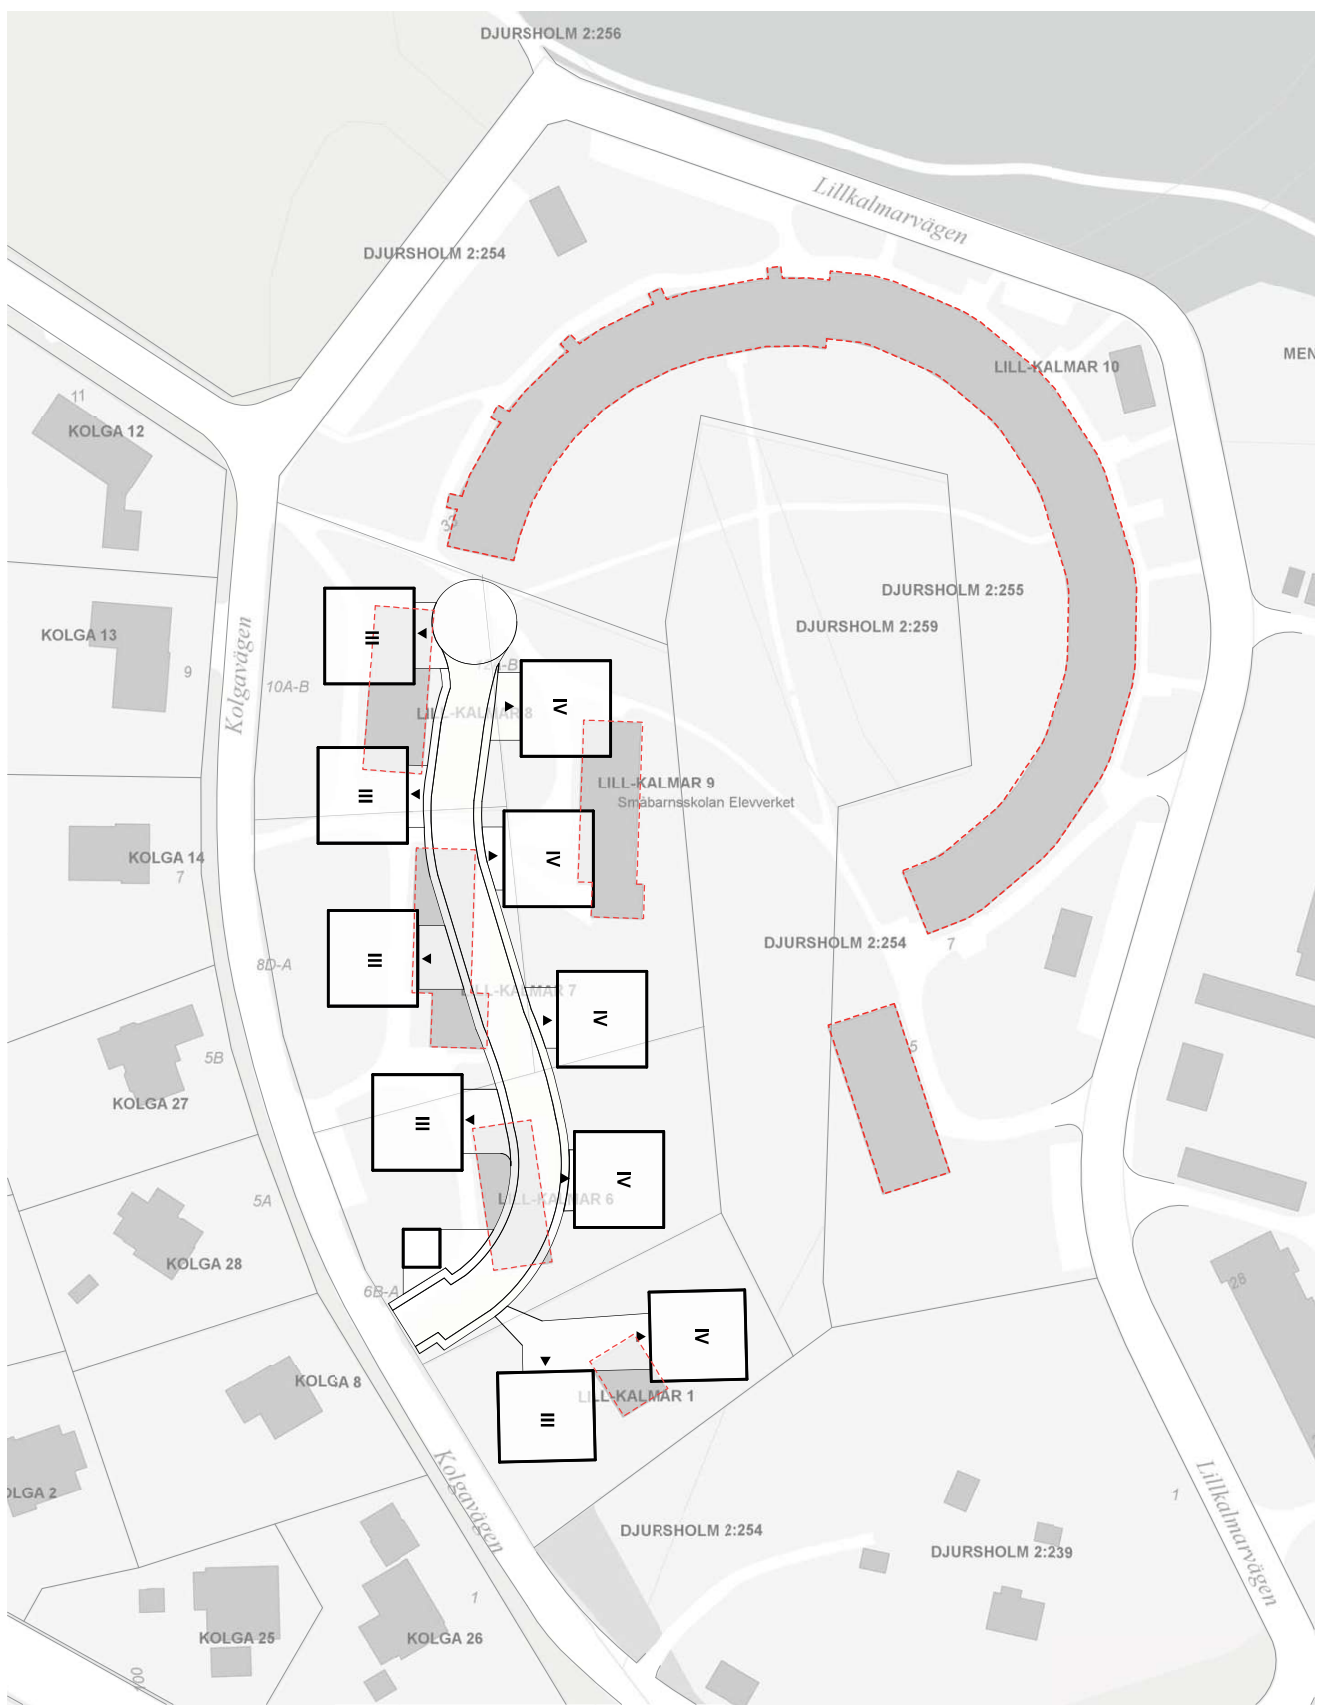 DJURSHOLM 2:256
Lillkalmarvägen
DJURSHOLM 2:254
LILL-KALMAR 10
MEN
11
KOLGA 12
33
DJURSHOLM 2:255
DJURSHOLM 2:259
KOLGA 13
9
Kolgavägen
10A-B
III
LILL-KALMAR 8
IV
LILL-KALMAR 9
Småbarnsskolan Elevverket
III
IV
KOLGA 14
7
8D-A
III
LILL-KALMAR 7
IV
DJURSHOLM 2:254
7
5
5B
KOLGA 27
III
IV
LILL-KALMAR 6
5A
KOLGA 28
6B-A
28
IV
III
LILL-KALMAR 1
KOLGA 8
Kolgavägen
OLGA 2
1
Lillkalmarvägen
DJURSHOLM 2:254
DJURSHOLM 2:239
1
KOLGA 25
KOLGA 26